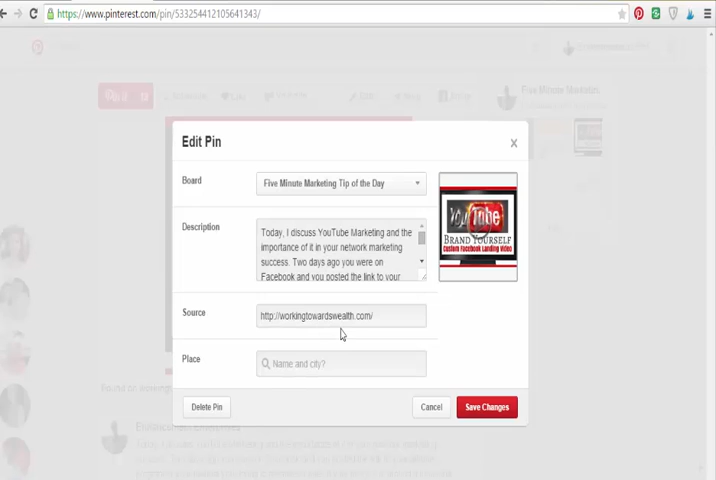 https://www.pinterest.com/pin/533254412105641343/
Five Minute Marketin.
Edit Pin
x
Board
Five Minute Marketing Tip of the Day
Description
Today, I discuss YouTube Marketing and the
importance of it in your network marketing
success. Two days ago you were on
Facebook and you posted the link to your
YouTube
BRAND YOURSELF
Custom Facebook Landing Video
Source
http://workingtowardswealth.com/
Place
Name and city?
Delete Pin
Cancel
Save Changes